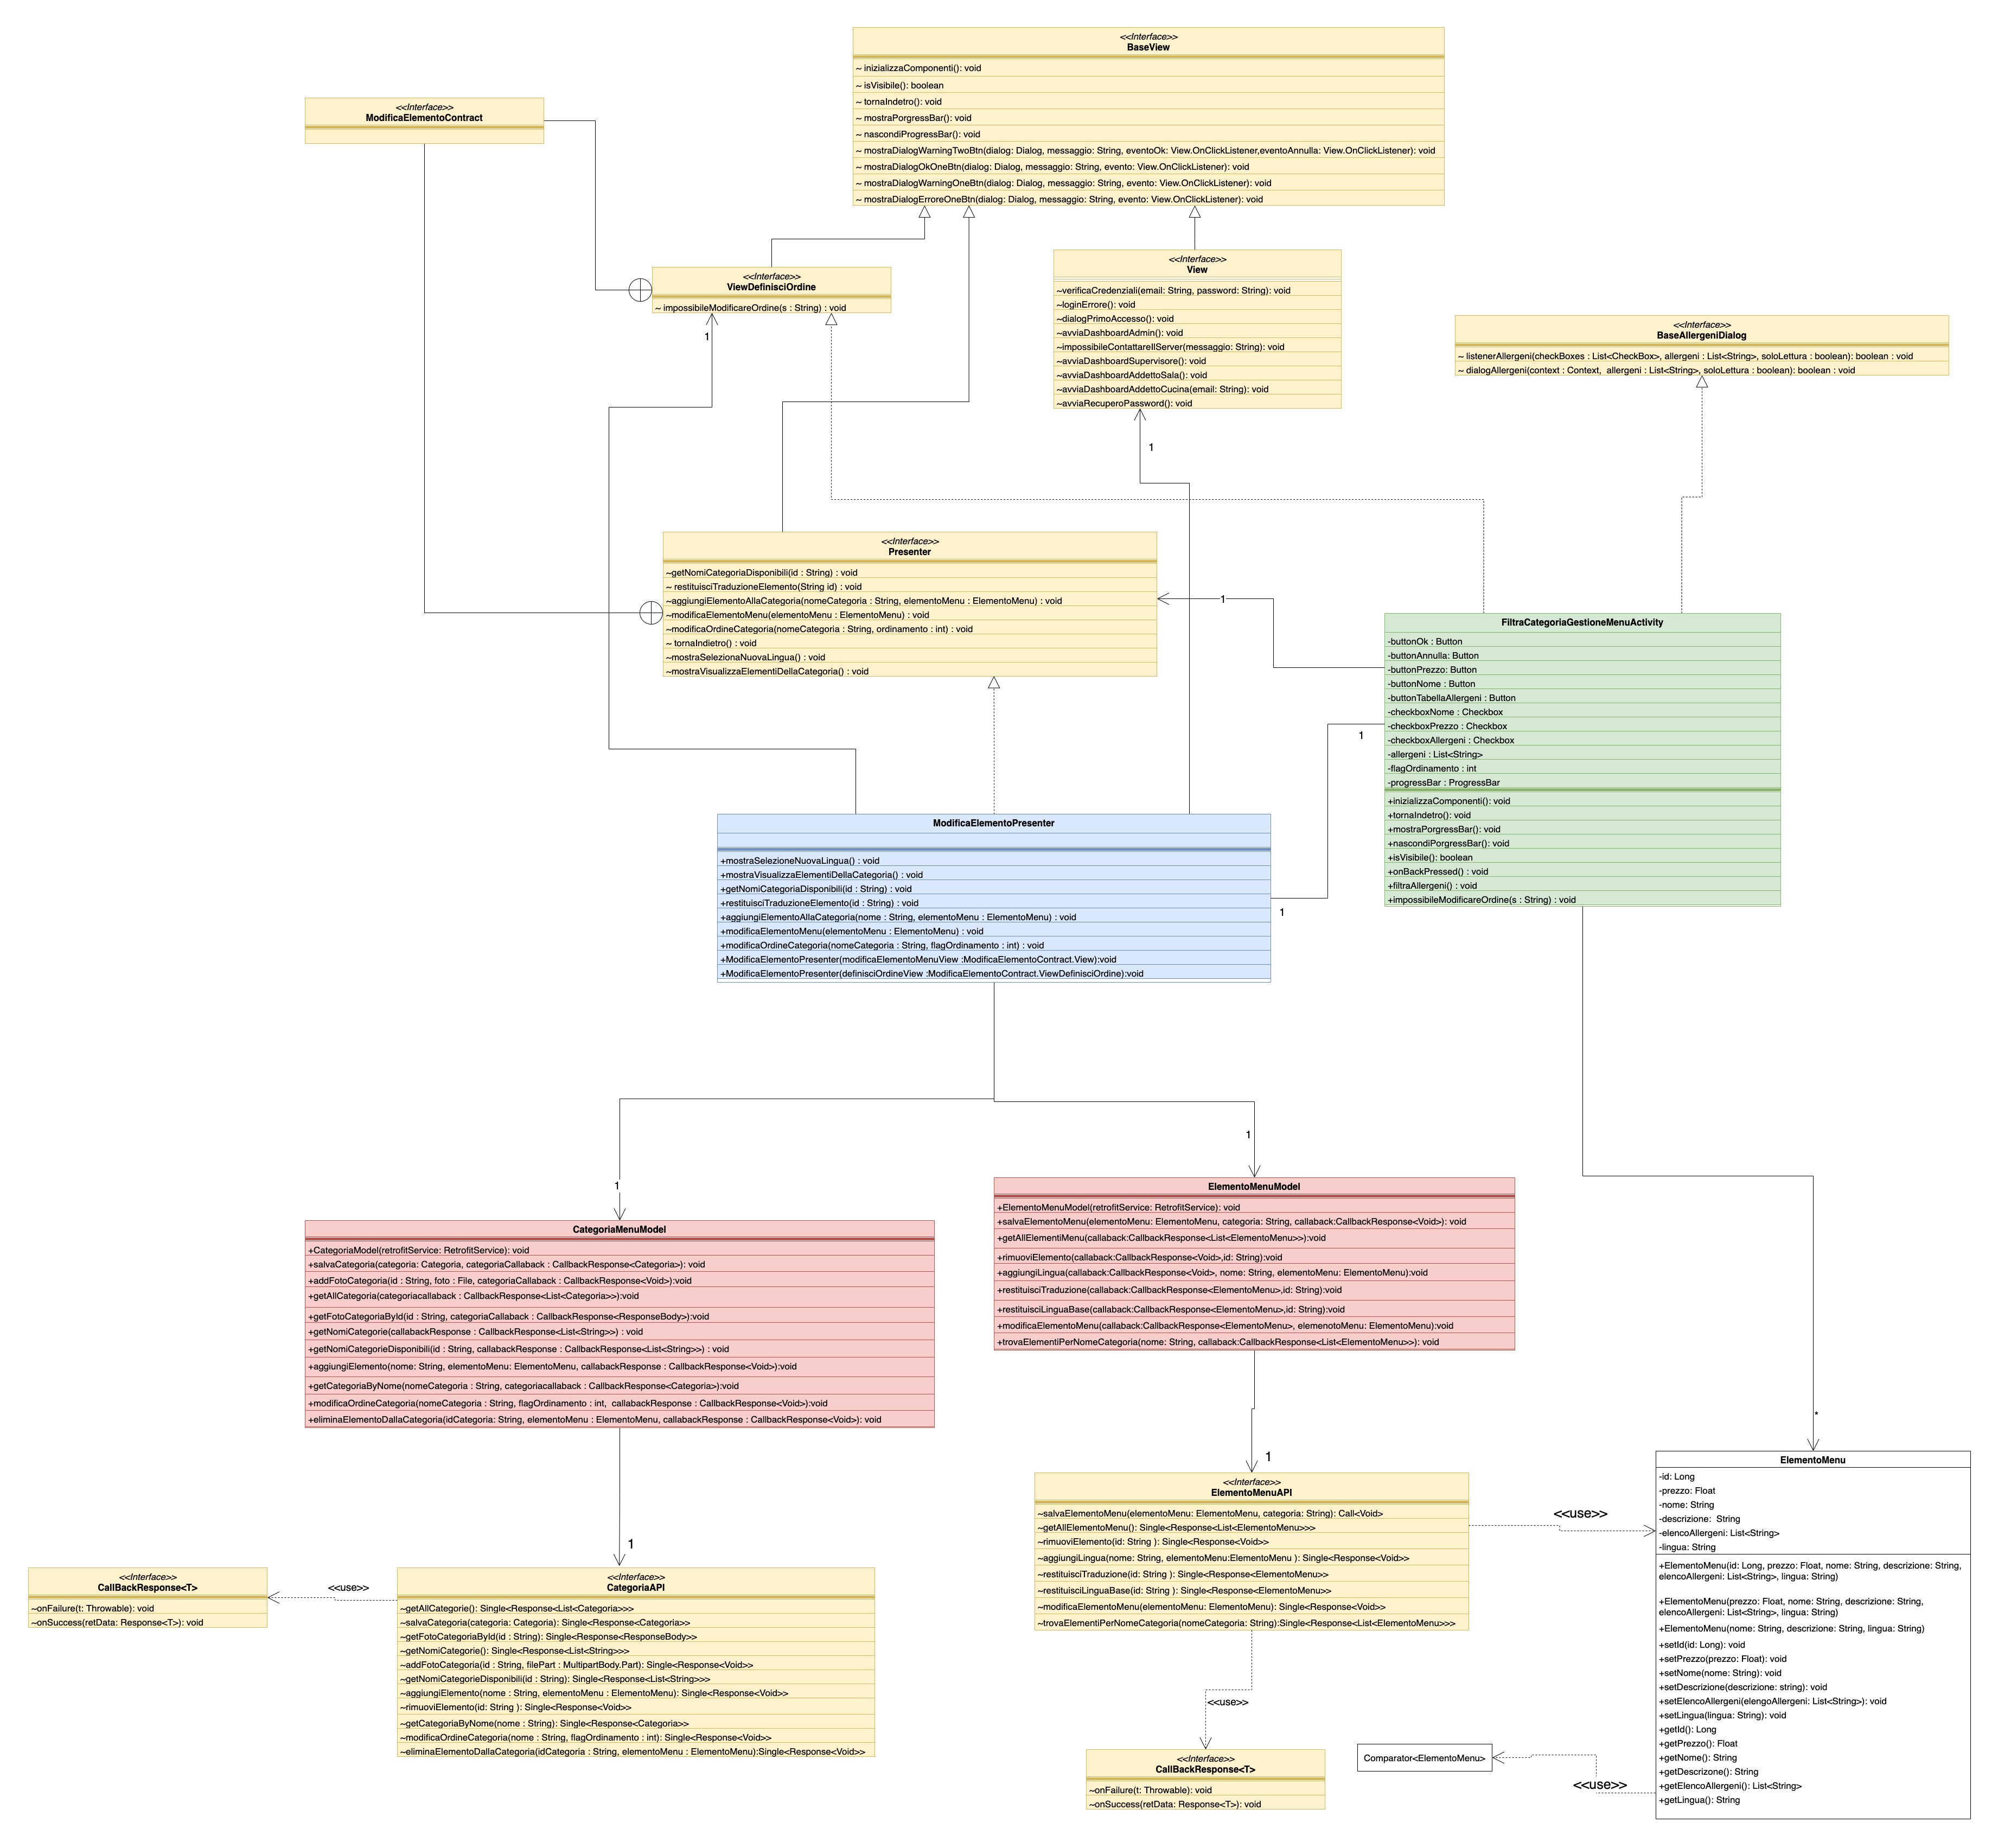 <<Interface>>
BaseView
~ inizializzaComponenti(): void
~ isVisibile(): boolean
~ tornaIndetro(): void
~ mostraPorgressBar(): void
~ nascondiProgressBar(): void
~ mostraDialogWarningTwoBtn(dialog: Dialog, messaggio: String, eventoOk: View.OnClickListener,eventoAnnulla: View.OnClickListener): void
~ mostraDialogOkOneBtn(dialog: Dialog, messaggio: String, evento: View.OnClickListener): void
~ mostraDialogWarningOneBtn(dialog: Dialog, messaggio: String, evento: View.OnClickListener): void
~ mostraDialogErroreOneBtn(dialog: Dialog, messaggio: String, evento: View.OnClickListener): void
<<Interface>>
ModificaElementoContract
<<Interface>>
ViewDefinisciOrdine
~ impossibileModificareOrdine(s : String) : void
1
<<Interface>>
View
~verificaCredenziali(email: String, password: String): void
~loginErrore(): void
~dialogPrimoAccesso(): void
~avviaDashboardAdmin(): void
~impossibileContattareIlServer(messaggio: String): void
~avviaDashboardSupervisore(): void
~avviaDashboardAddettoSala(): void
~avviaDashboardAddettoCucina(email: String): void
~avviaRecuperoPassword(): void
1
<<Interface>>
BaseAllergeniDialog
~ listenerAllergeni(checkBoxes : List<CheckBox>, allergeni : List<String>, soloLettura : boolean): boolean : void
~ dialogAllergeni(context : Context,  allergeni : List<String>, soloLettura : boolean): boolean : void
<<Interface>>
Presenter
~getNomiCategoriaDisponibili(id : String) : void
~ restituisciTraduzioneElemento(String id) : void
~aggiungiElementoAllaCategoria(nomeCategoria : String, elementoMenu : ElementoMenu) : void
~modificaElementoMenu(elementoMenu : ElementoMenu) : void
~modificaOrdineCategoria(nomeCategoria : String, ordinamento : int) : void
~ tornaIndietro() : void
~mostraSelezionaNuovaLingua() : void
~mostraVisualizzaElementiDellaCategoria() : void
1
FiltraCategoriaGestioneMenuActivity
-buttonOk : Button
-buttonAnnulla: Button
-buttonPrezzo: Button
-buttonNome : Button
-buttonTabellaAllergeni : Button
-checkboxNome : Checkbox
-checkboxPrezzo : Checkbox
-checkboxAllergeni : Checkbox
-allergeni : List<String>
-flagOrdinamento : int
-progressBar : ProgressBar
+inizializzaComponenti(): void
+tornaIndetro(): void
+mostraPorgressBar(): void
+nascondiPorgressBar(): void
+isVisibile(): boolean
+onBackPressed() : void
+filtraAllergeni() : void
+impossibileModificareOrdine(s : String) : void
1
1
ModificaElementoPresenter
+mostraSelezioneNuovaLingua() : void
+mostraVisualizzaElementiDellaCategoria() : void
+getNomiCategoriaDisponibili(id : String) : void
+restituisciTraduzioneElemento(id : String) : void
+aggiungiElementoAllaCategoria(nome : String, elementoMenu : ElementoMenu) : void
+modificaElementoMenu(elementoMenu : ElementoMenu) : void
+modificaOrdineCategoria(nomeCategoria : String, flagOrdinamento : int) : void
+ModificaElementoPresenter(modificaElementoMenuView :ModificaElementoContract.View):void
+ModificaElementoPresenter(definisciOrdineView :ModificaElementoContract.ViewDefinisciOrdine):void
1
1
CategoriaMenuModel
+CategoriaModel(retrofitService: RetrofitService): void
+salvaCategoria(categoria: Categoria, categoriaCallaback : CallbackResponse<Categoria>): void
+addFotoCategoria(id : String, foto : File, categoriaCallaback : CallbackResponse<Void>):void
+getAllCategoria(categoriacallaback : CallbackResponse<List<Categoria>>):void
+getFotoCategoriaById(id : String, categoriaCallaback : CallbackResponse<ResponseBody>):void
+getNomiCategorie(callabackResponse : CallbackResponse<List<String>>) : void
+getNomiCategorieDisponibili(id : String, callabackResponse : CallbackResponse<List<String>>) : void
+aggiungiElemento(nome: String, elementoMenu: ElementoMenu, callabackResponse : CallbackResponse<Void>):void
+getCategoriaByNome(nomeCategoria : String, categoriacallaback : CallbackResponse<Categoria>):void
+modificaOrdineCategoria(nomeCategoria : String, flagOrdinamento : int,  callabackResponse : CallbackResponse<Void>):void
+eliminaElementoDallaCategoria(idCategoria: String, elementoMenu : ElementoMenu, callabackResponse : CallbackResponse<Void>): void
ElementoMenuModel
+ElementoMenuModel(retrofitService: RetrofitService): void
+salvaElementoMenu(elementoMenu: ElementoMenu, categoria: String, callaback:CallbackResponse<Void>): void
+getAllElementiMenu(callaback:CallbackResponse<List<ElementoMenu>>):void
+rimuoviElemento(callaback:CallbackResponse<Void>,id: String):void
+aggiungiLingua(callaback:CallbackResponse<Void>, nome: String, elementoMenu: ElementoMenu):void
+restituisciTraduzione(callaback:CallbackResponse<ElementoMenu>,id: String):void
+restituisciLinguaBase(callaback:CallbackResponse<ElementoMenu>,id: String):void
+modificaElementoMenu(callaback:CallbackResponse<ElementoMenu>, elemenotoMenu: ElementoMenu):void
+trovaElementiPerNomeCategoria(nome: String, callaback:CallbackResponse<List<ElementoMenu>>): void
1
1
*
<<Interface>>
CallBackResponse<T>
~onFailure(t: Throwable): void
~onSuccess(retData: Response<T>): void
<<use>>
<<Interface>>
CategoriaAPI
~getAllCategorie(): Single<Response<List<Categoria>>>
~salvaCategoria(categoria: Categoria): Single<Response<Categoria>>
~getFotoCategoriaById(id : String): Single<Response<ResponseBody>>
~getNomiCategorie(): Single<Response<List<String>>>
~addFotoCategoria(id : String, filePart : MultipartBody.Part): Single<Response<Void>>
~getNomiCategorieDisponibili(id : String): Single<Response<List<String>>>
~aggiungiElemento(nome : String, elementoMenu : ElementoMenu): Single<Response<Void>>
~rimuoviElemento(id: String ): Single<Response<Void>>
~getCategoriaByNome(nome : String): Single<Response<Categoria>>
~modificaOrdineCategoria(nome : String, flagOrdinamento : int): Single<Response<Void>>
~eliminaElementoDallaCategoria(idCategoria : String, elementoMenu : ElementoMenu):Single<Response<Void>>
<<Interface>>
ElementoMenuAPI
~salvaElementoMenu(elementoMenu: ElementoMenu, categoria: String): Call<Void>
~getAllElementoMenu(): Single<Response<List<ElementoMenu>>>
~rimuoviElemento(id: String ): Single<Response<Void>>
~aggiungiLingua(nome: String, elementoMenu:ElementoMenu ): Single<Response<Void>>
~restituisciTraduzione(id: String ): Single<Response<ElementoMenu>>
~restituisciLinguaBase(id: String ): Single<Response<ElementoMenu>>
~modificaElementoMenu(elementoMenu: ElementoMenu): Single<Response<Void>>
~trovaElementiPerNomeCategoria(nomeCategoria: String):Single<Response<List<ElementoMenu>>>
<<use>>
<<use>>
<<Interface>>
CallBackResponse<T>
~onFailure(t: Throwable): void
~onSuccess(retData: Response<T>): void
ElementoMenu
-id: Long
-prezzo: Float
-nome: String
-descrizione:  String
-elencoAllergeni: List<String>
-lingua: String
+ElementoMenu(id: Long, prezzo: Float, nome: String, descrizione: String,
elencoAllergeni: List<String>, lingua: String)
+ElementoMenu(prezzo: Float, nome: String, descrizione: String,
elencoAllergeni: List<String>, lingua: String)
+ElementoMenu(nome: String, descrizione: String, lingua: String)
+setId(id: Long): void
+setPrezzo(prezzo: Float): void
+setNome(nome: String): void
+setDescrizione(descrizione: string): void
+setElencoAllergeni(elengoAllergeni: List<String>): void
+setLingua(lingua: String): void
+getId(): Long
+getPrezzo(): Float
+getNome(): String
+getDescrizone(): String
+getElencoAllergeni(): List<String>
+getLingua(): String
Comparator<ElementoMenu>
<<use>>